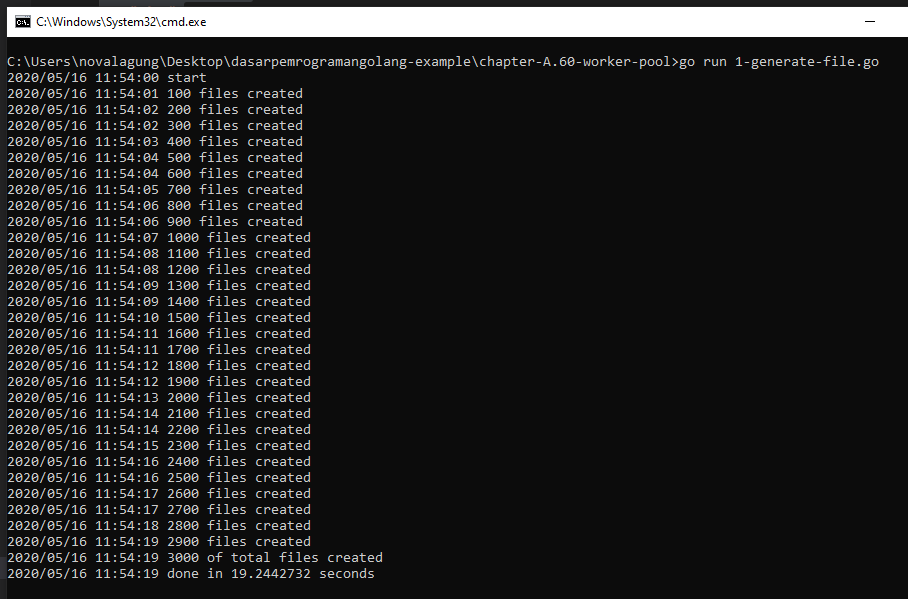 C:\Windows\System32\cmd.exe
C:\Users\novalagung\Desktop\dasarpemrogramangolang-example\chapter-A.60-worker-pool>go run 1-generate-file.go
2020/05/16 11:54:00 start
2020/05/16 11:54:01 100 files created
2020/05/16 11:54:02 200 files created
2020/05/16 11:54:02 300 files created
2020/05/16 11:54:03 400 files created
2020/05/16 11:54:04 500 files created
2020/05/16 11:54:04 600 files created
2020/05/16 11:54:05 700 files created
2020/05/16 11:54:06 800 files created
2020/05/16 11:54:06 900 files created
2020/05/16 11:54:07 1000 files created
2020/05/16 11:54:08 1100 files created
2020/05/16 11:54:08 1200 files created
2020/05/16 11:54:09 1300 files created
2020/05/16 11:54:09 1400 files created
2020/05/16 11:54:10 1500 files created
2020/05/16 11:54:11 1600 files created
2020/05/16 11:54:11 1700 files created
2020/05/16 11:54:12 1800 files created
2020/05/16 11:54:12 1900 files created
2020/05/16 11:54:13 2000 files created
2020/05/16 11:54:14 2100 files created
2020/05/16 11:54:14 2200 files created
2020/05/16 11:54:15 2300 files created
2020/05/16 11:54:16 2400 files created
2020/05/16 11:54:16 2500 files created
2020/05/16 11:54:17 2600 files created
2020/05/16 11:54:17 2700 files created
2020/05/16 11:54:18 2800 files created
2020/05/16 11:54:19 2900 files created
2020/05/16 11:54:19 3000 of total files created
2020/05/16 11:54:19 done in 19.2442732 seconds